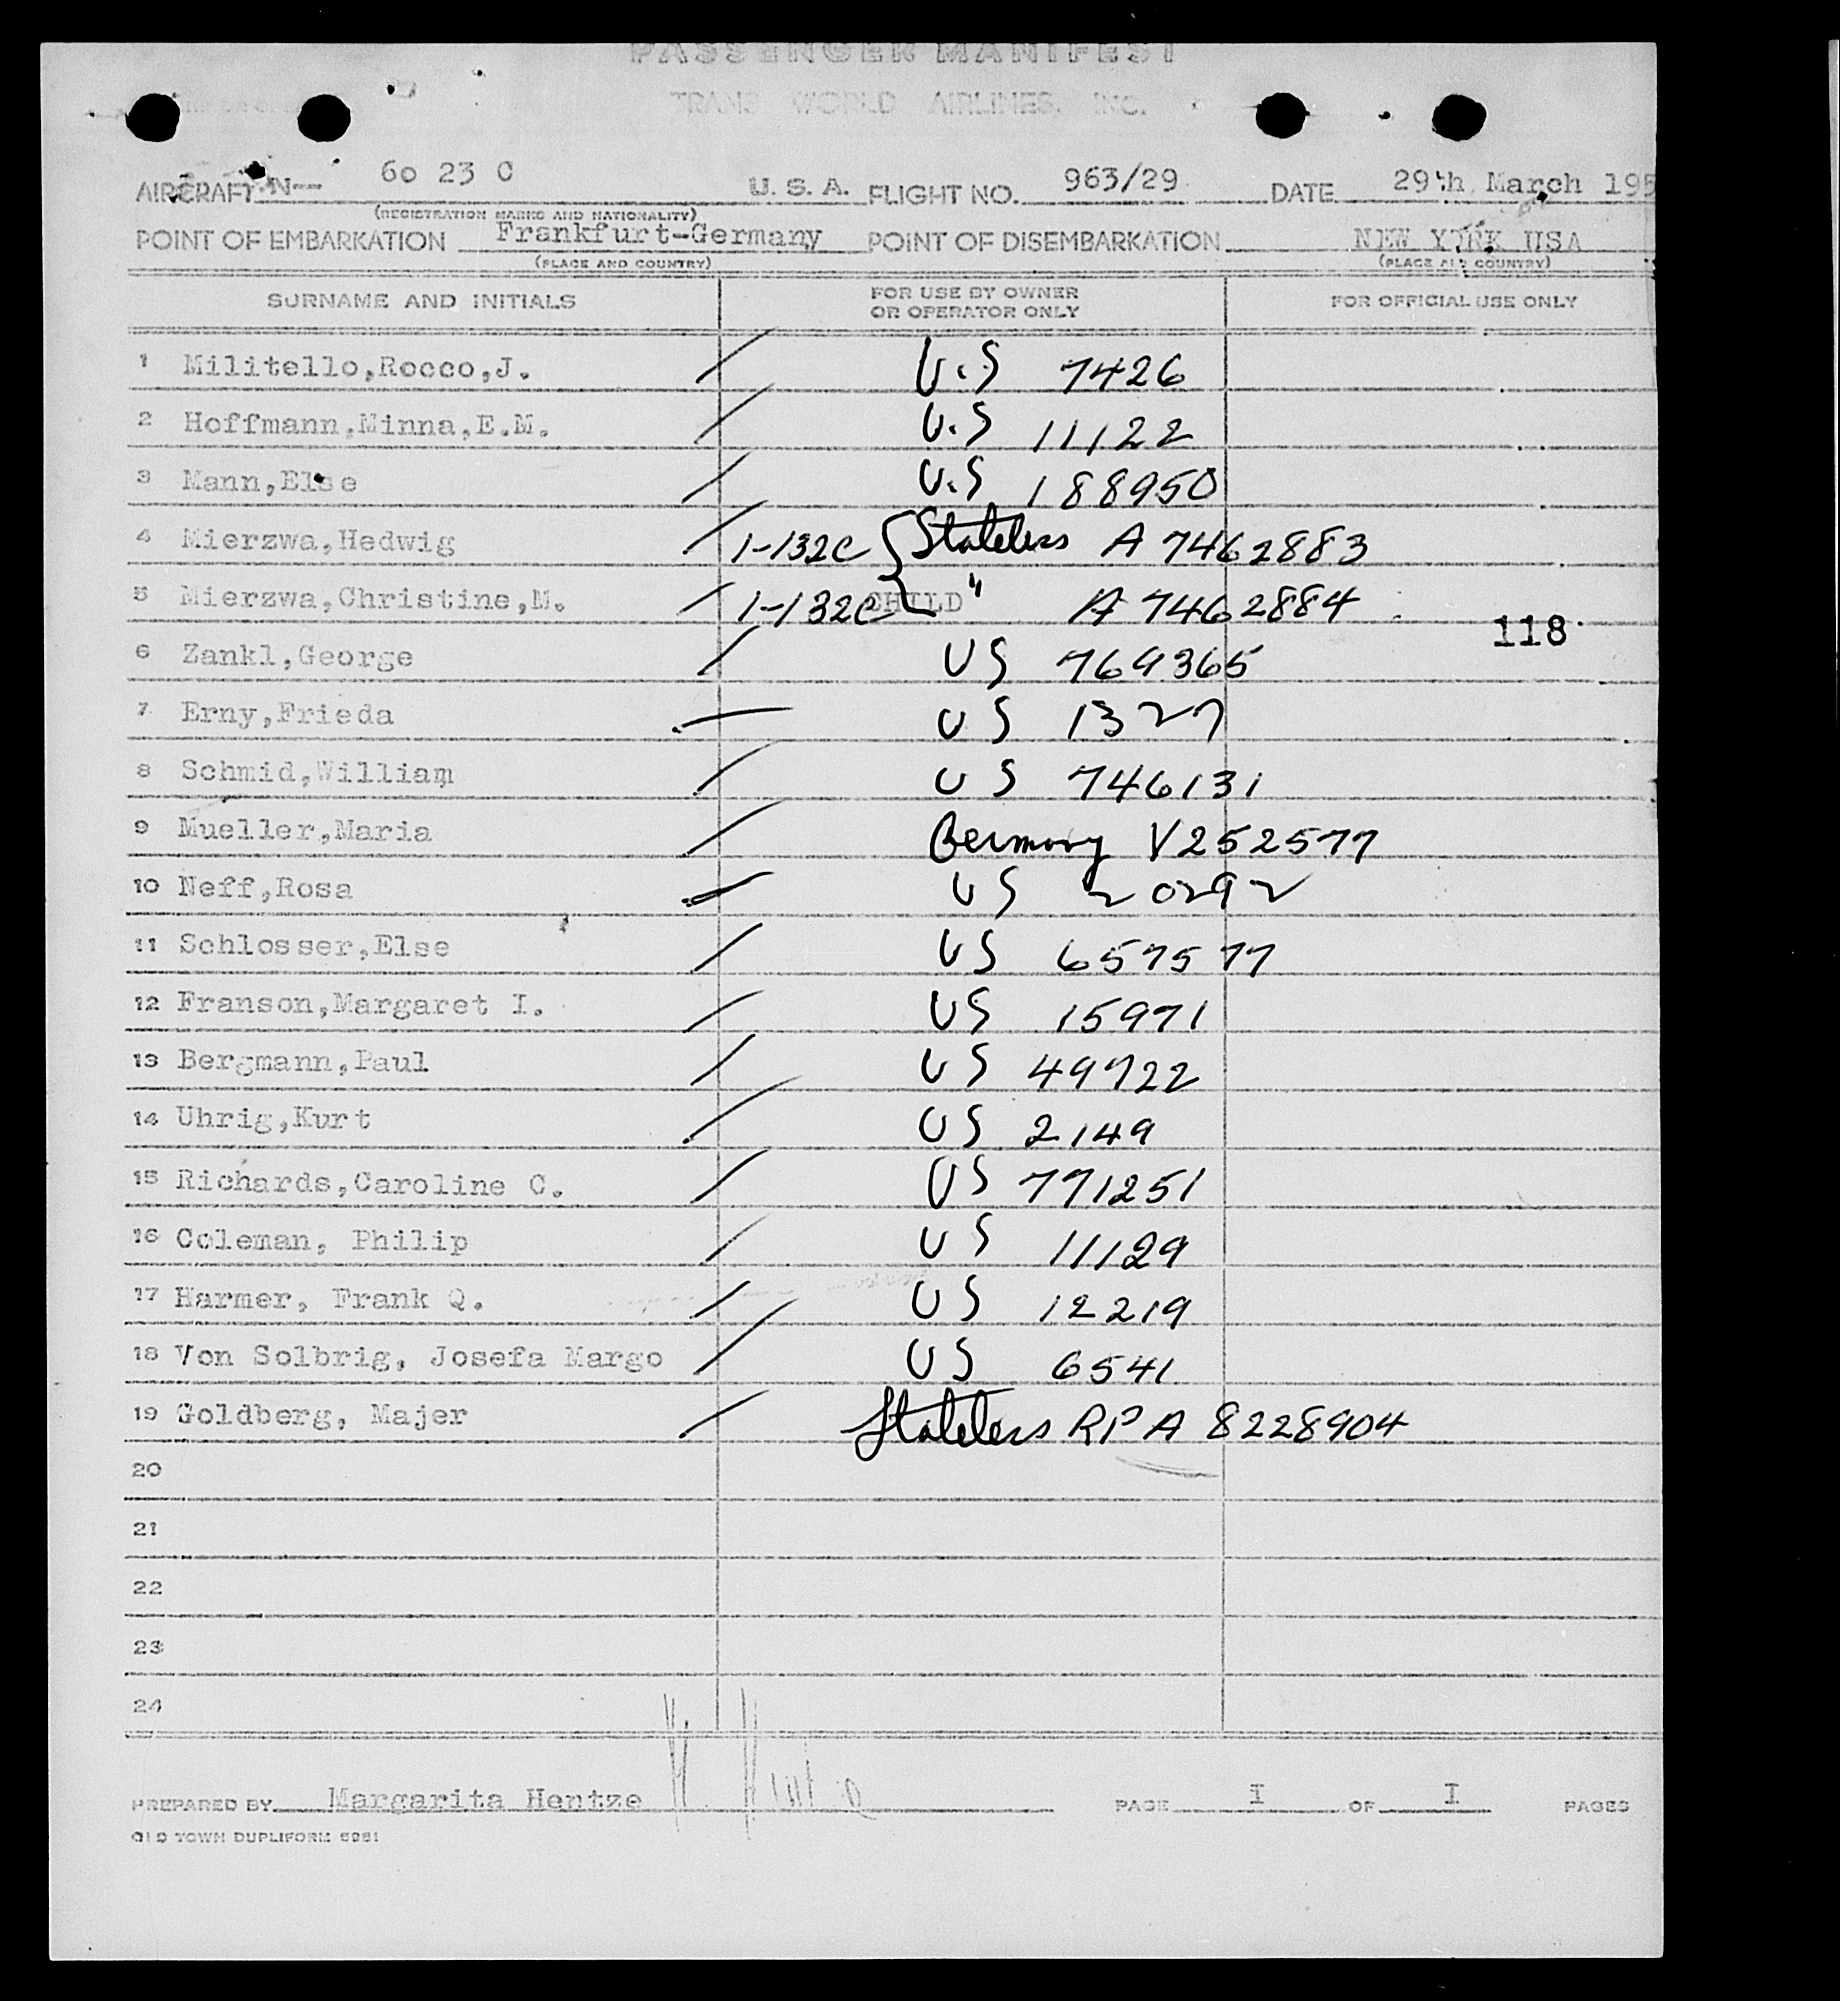 PASSENGER MANIFEST
TRANS WORLD AIRLINES, INC.
AIRCRAFT N— 6o 23 C U. S. A. FLIGHT NO. 963/29 DATE 29th March 195
(REGISTRATION MARKS AND NATIONALITY)
POINT OF EMBARKATION Frankfurt-Germany POINT OF DISEMBARKATION NEW YORK USA
(PLACE AND COUNTRY) (PLACE AND COUNTRY)
SURNAME AND INITIALS FOR USE BY OWNER OR OPERATOR ONLY FOR OFFICIAL USE ONLY
1 Militello,Rocco,J. / U.S 7426
2 Hoffmann,Minna,E.M. / U.S 11122
3 Mann,Else / U.S 188950
4 Mierzwa,Hedwig / 1-132C { Stateless A 7462883
5 Mierzwa,Christine,M. / 1-132C CHILD " A 7462884
118
6 Zankl,George / US 769365
7 Erny,Frieda / US 1327
8 Schmid,William / US 746131
9 Mueller,Maria / Germany V252577
10 Neff,Rosa / US 20292
11 Schlosser,Else / US 657577
12 Franson,Margaret I. / US 15971
13 Bergmann,Paul / US 49722
14 Uhrig,Kurt / US 2149
15 Richards,Caroline C. / US 771251
16 Coleman, Philip / US 11129
17 Harmer, Frank Q. / US 12219
18 Von Solbrig, Josefa Margo / US 6541
19 Goldberg, Majer / Stateless RP A 8228904
20
21
22
23
24
PREPARED BY Margarita Hentze PAGE I OF I PAGES
OLD TOWN DUPLIFORM